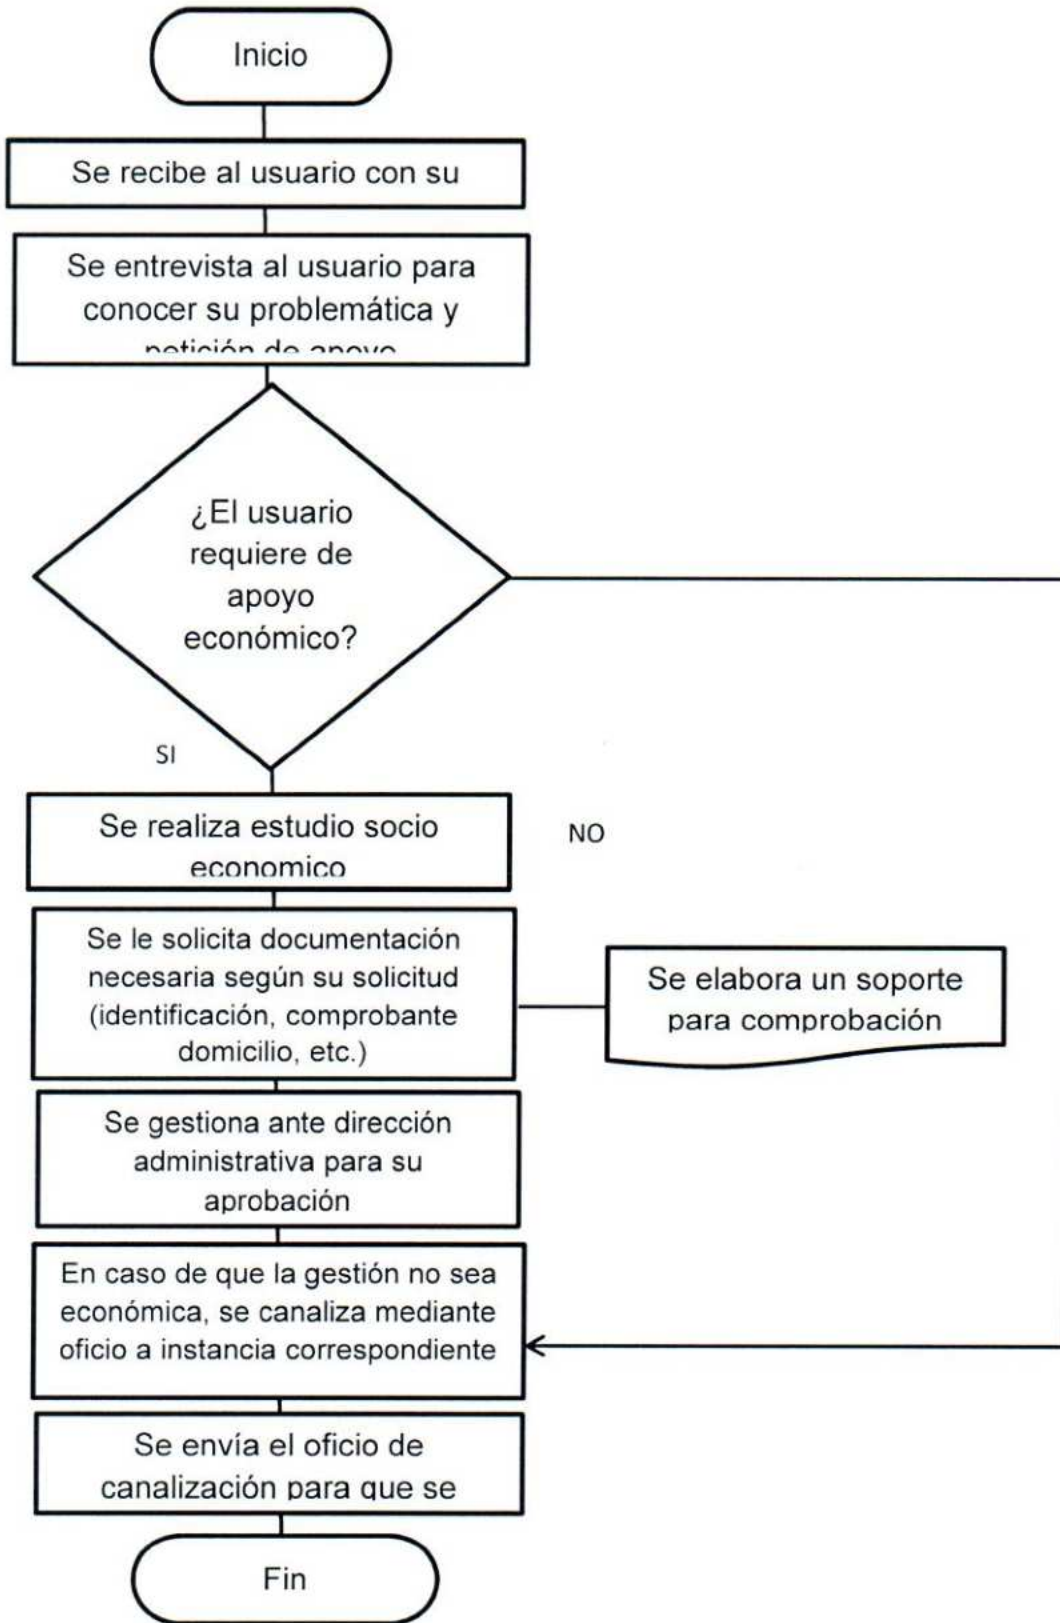 Inicio
Se recibe al usuario con su
Se entrevista al usuario para
conocer su problemática y
petición de apoyo
¿El usuario
requiere de
apoyo
económico?
SI
Se realiza estudio socio
economico
NO
Se le solicita documentación
necesaria según su solicitud
(identificación, comprobante
domicilio, etc.)
Se elabora un soporte
para comprobación
Se gestiona ante dirección
administrativa para su
aprobación
En caso de que la gestión no sea
económica, se canaliza mediante
oficio a instancia correspondiente
Se envía el oficio de
canalización para que se
Fin